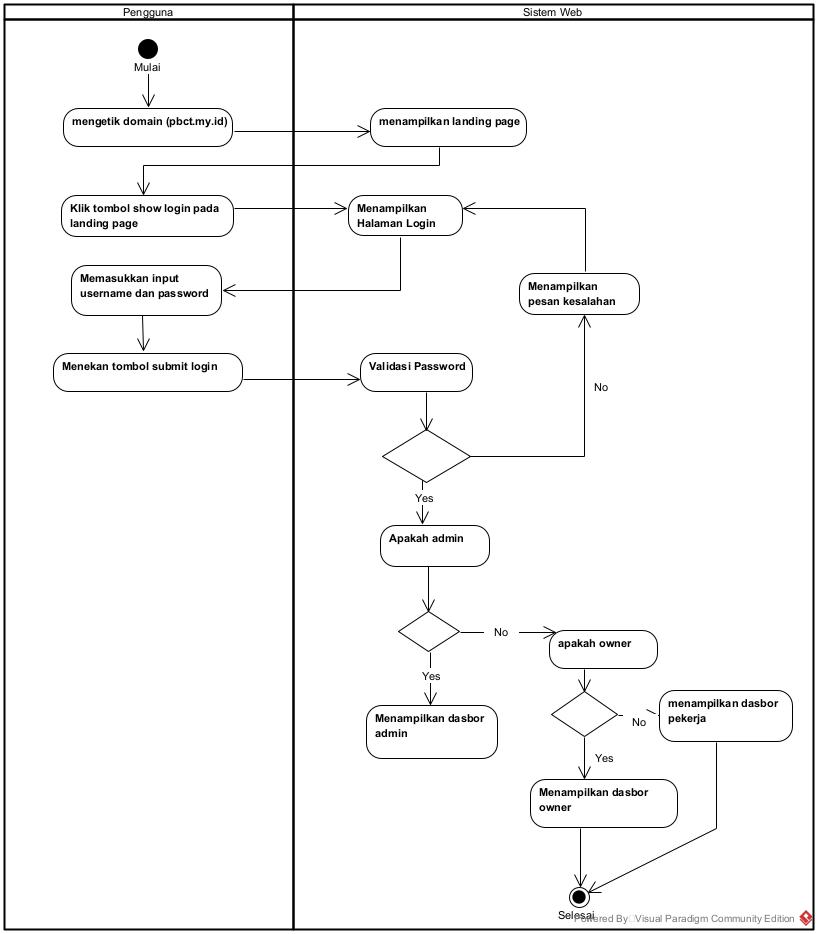 Pengguna
Sistem Web
Mulai
mengetik domain (pbct.my.id)
menampilkan landing page
Klik tombol show login pada
landing page
Menampilkan
Halaman Login
Memasukkan input
username dan password
Menampilkan
pesan kesalahan
Menekan tombol submit login
Validasi Password
No
Yes
Apakah admin
No
apakah owner
Yes
Menampilkan dasbor
admin
No
menampilkan dasbor
pekerja
Yes
Menampilkan dasbor
owner
Selesai
Powered By Visual Paradigm Community Edition